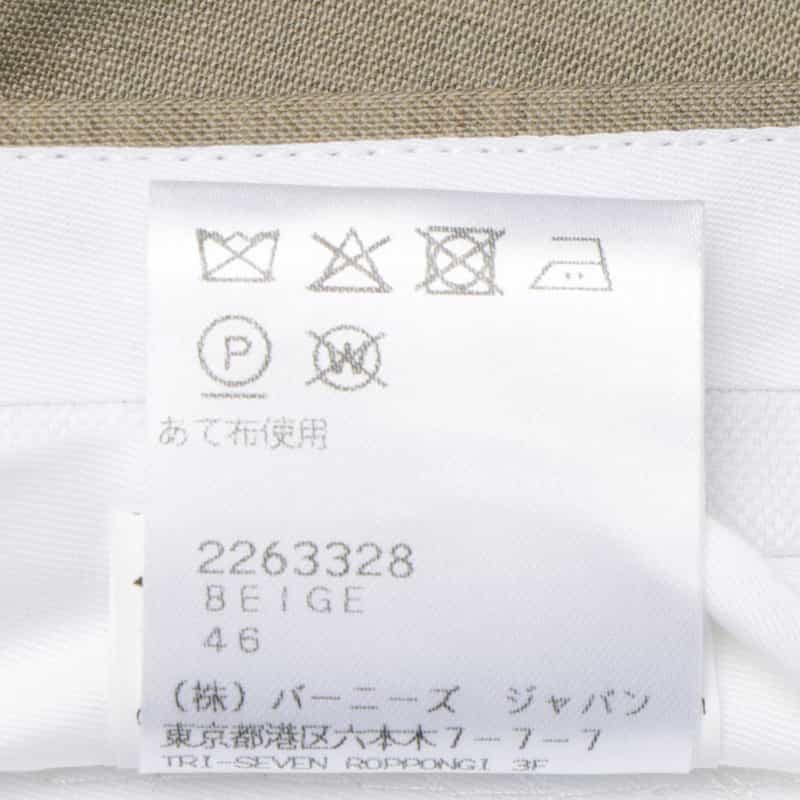 P
W
あて布使用
2263328
BEIGE
46
(株)バーニーズ ジャパン
東京都港区六本木7-7-7
TRI-SEVEN ROPPONGI 3F